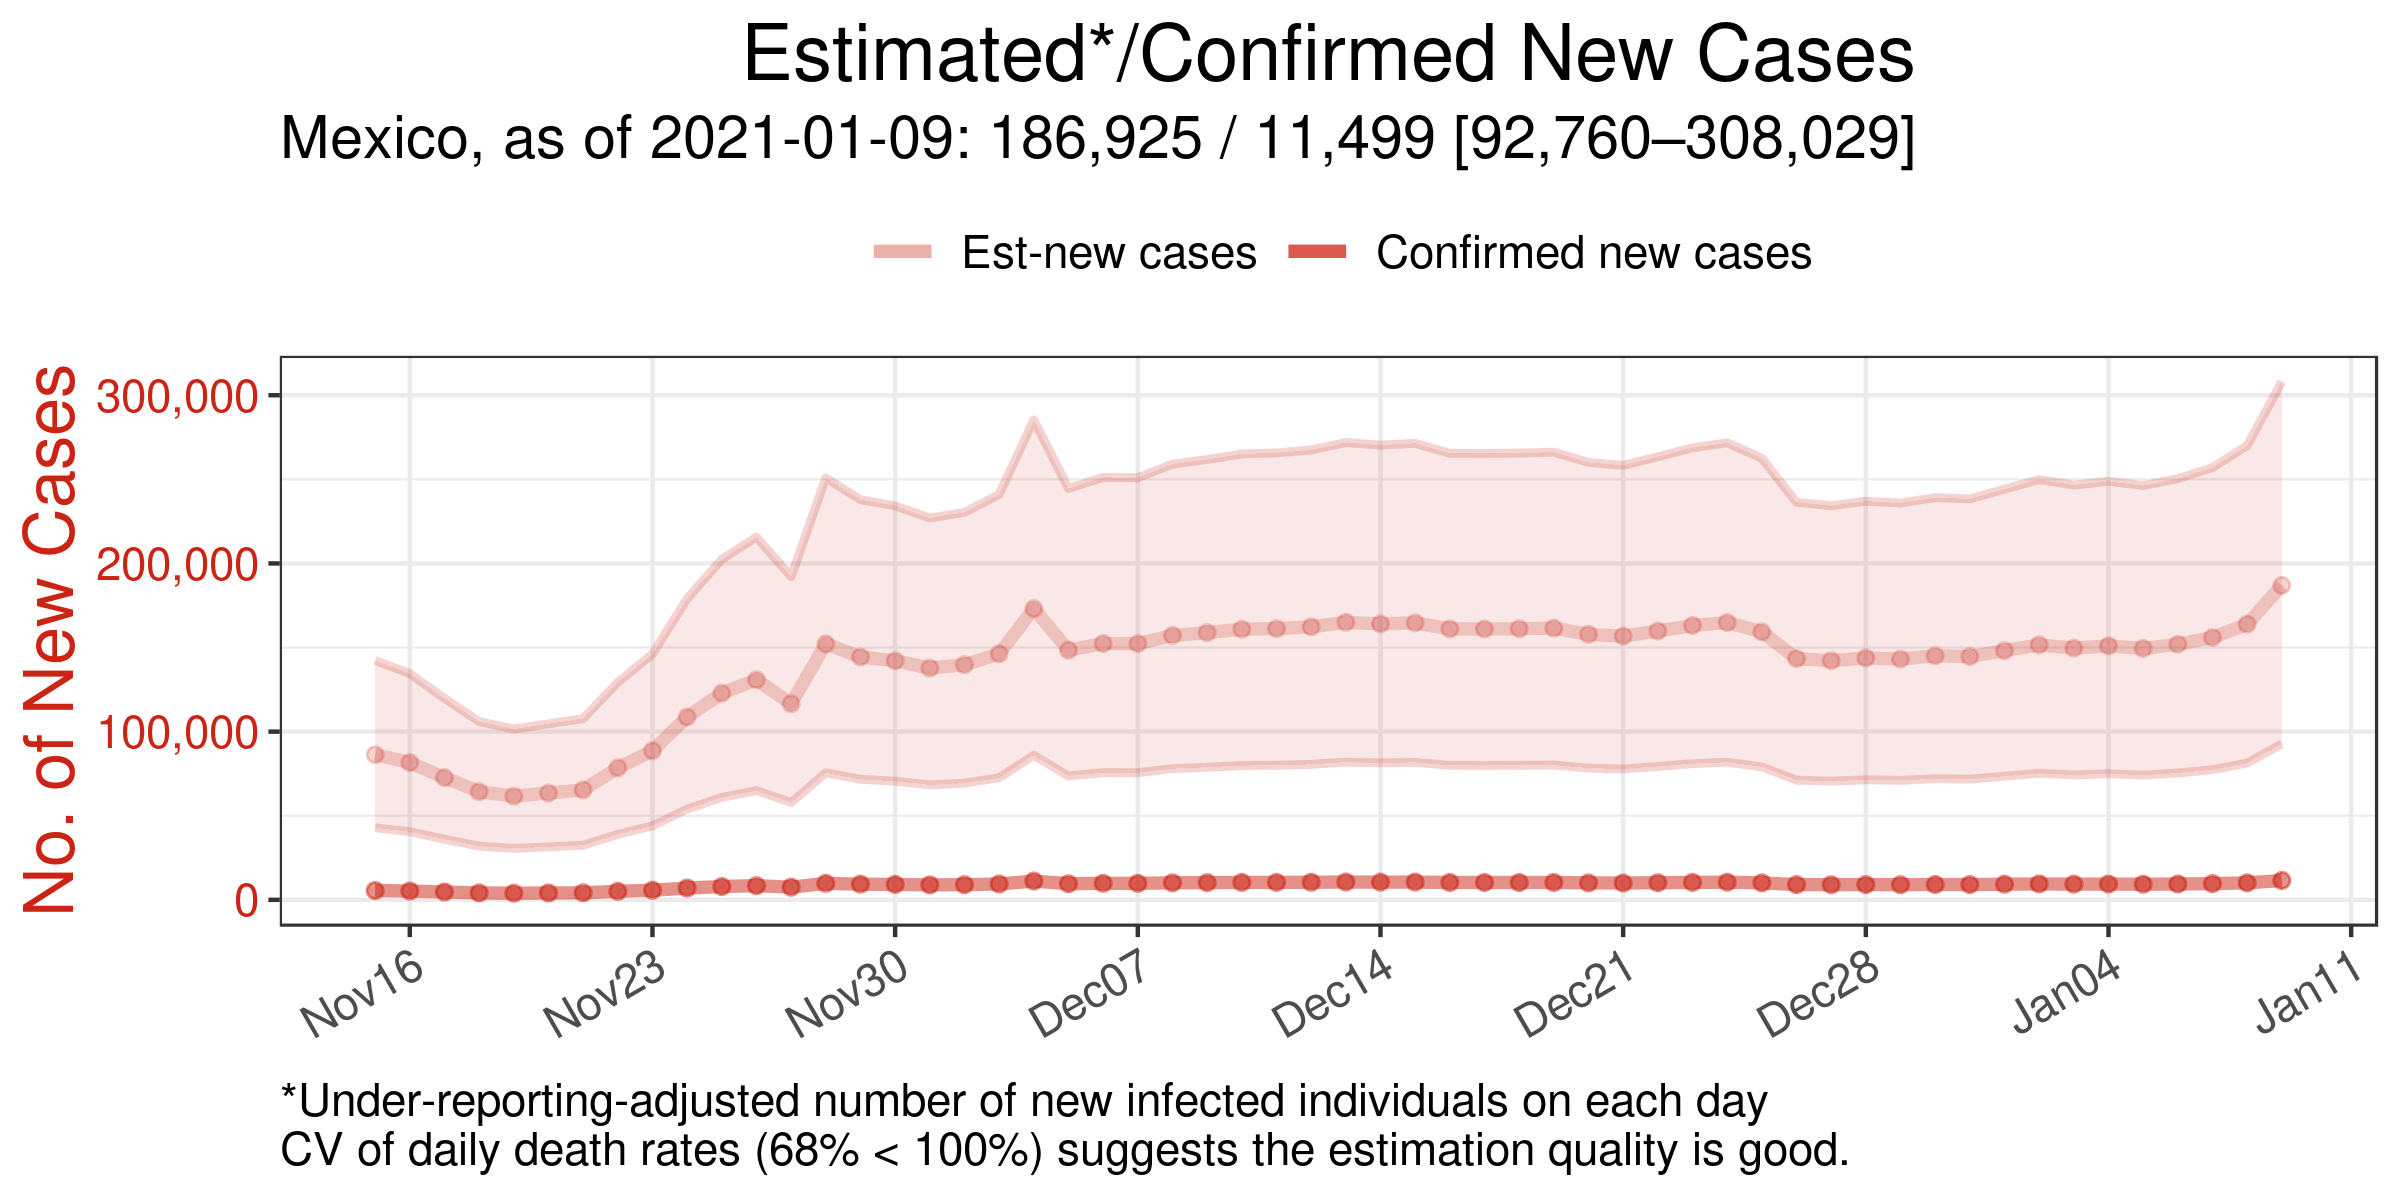 Estimated*/Confirmed New Cases
Mexico, as of 2021-01-09: 186,925 / 11,499 [92,760–308,029]
Est-new cases
Confirmed new cases
No. of New Cases
300,000
200,000
100,000
0
Nov16
Nov23
Nov30
Dec07
Dec14
Dec21
Dec28
Jan04
Jan11
*Under-reporting-adjusted number of new infected individuals on each day
CV of daily death rates (68% < 100%) suggests the estimation quality is good.